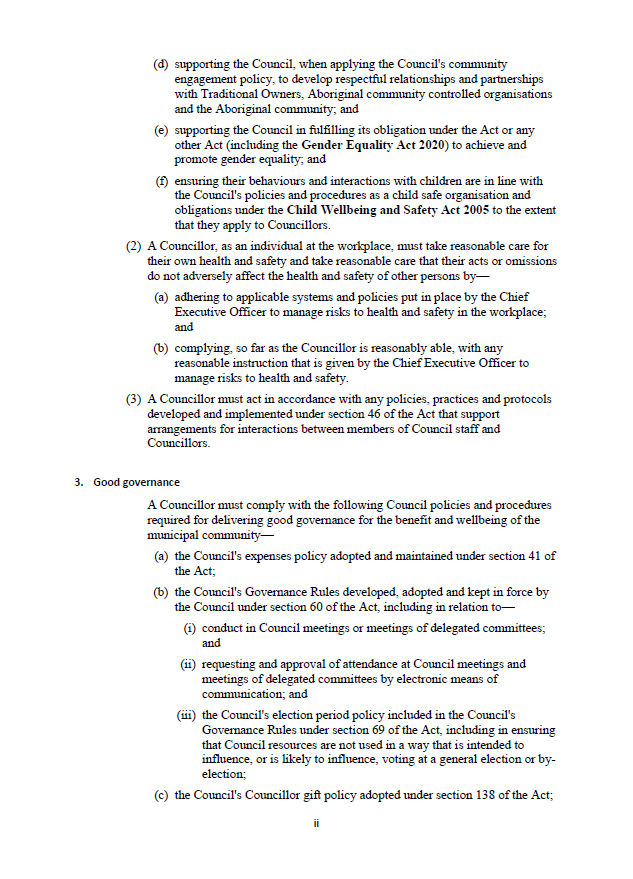 (d) supporting the Council, when applying the Council's community
engagement policy, to develop respectful relationships and partnerships
with Traditional Owners, Aboriginal community controlled organisations
and the Aboriginal community; and
(e) supporting the Council in fulfilling its obligation under the Act or any
other Act (including the Gender Equality Act 2020) to achieve and
promote gender equality; and
(f) ensuring their behaviours and interactions with children are in line with
the Council's policies and procedures as a child safe organisation and
obligations under the Child Wellbeing and Safety Act 2005 to the extent
that they apply to Councillors.
(2) A Councillor, as an individual at the workplace, must take reasonable care for
their own health and safety and take reasonable care that their acts or omissions
do not adversely affect the health and safety of other persons by—
(a) adhering to applicable systems and policies put in place by the Chief
Executive Officer to manage risks to health and safety in the workplace;
and
(b) complying, so far as the Councillor is reasonably able, with any
reasonable instruction that is given by the Chief Executive Officer to
manage risks to health and safety.
(3) A Councillor must act in accordance with any policies, practices and protocols
developed and implemented under section 46 of the Act that support
arrangements for interactions between members of Council staff and
Councillors.
3. Good governance
A Councillor must comply with the following Council policies and procedures
required for delivering good governance for the benefit and wellbeing of the
municipal community—
(a) the Council's expenses policy adopted and maintained under section 41 of
the Act;
(b) the Council's Governance Rules developed, adopted and kept in force by
the Council under section 60 of the Act, including in relation to—
(i) conduct in Council meetings or meetings of delegated committees;
and
(ii) requesting and approval of attendance at Council meetings and
meetings of delegated committees by electronic means of
communication; and
(iii) the Council's election period policy included in the Council's
Governance Rules under section 69 of the Act, including in ensuring
that Council resources are not used in a way that is intended to
influence, or is likely to influence, voting at a general election or by-
election;
(c) the Council's Councillor gift policy adopted under section 138 of the Act;
ii